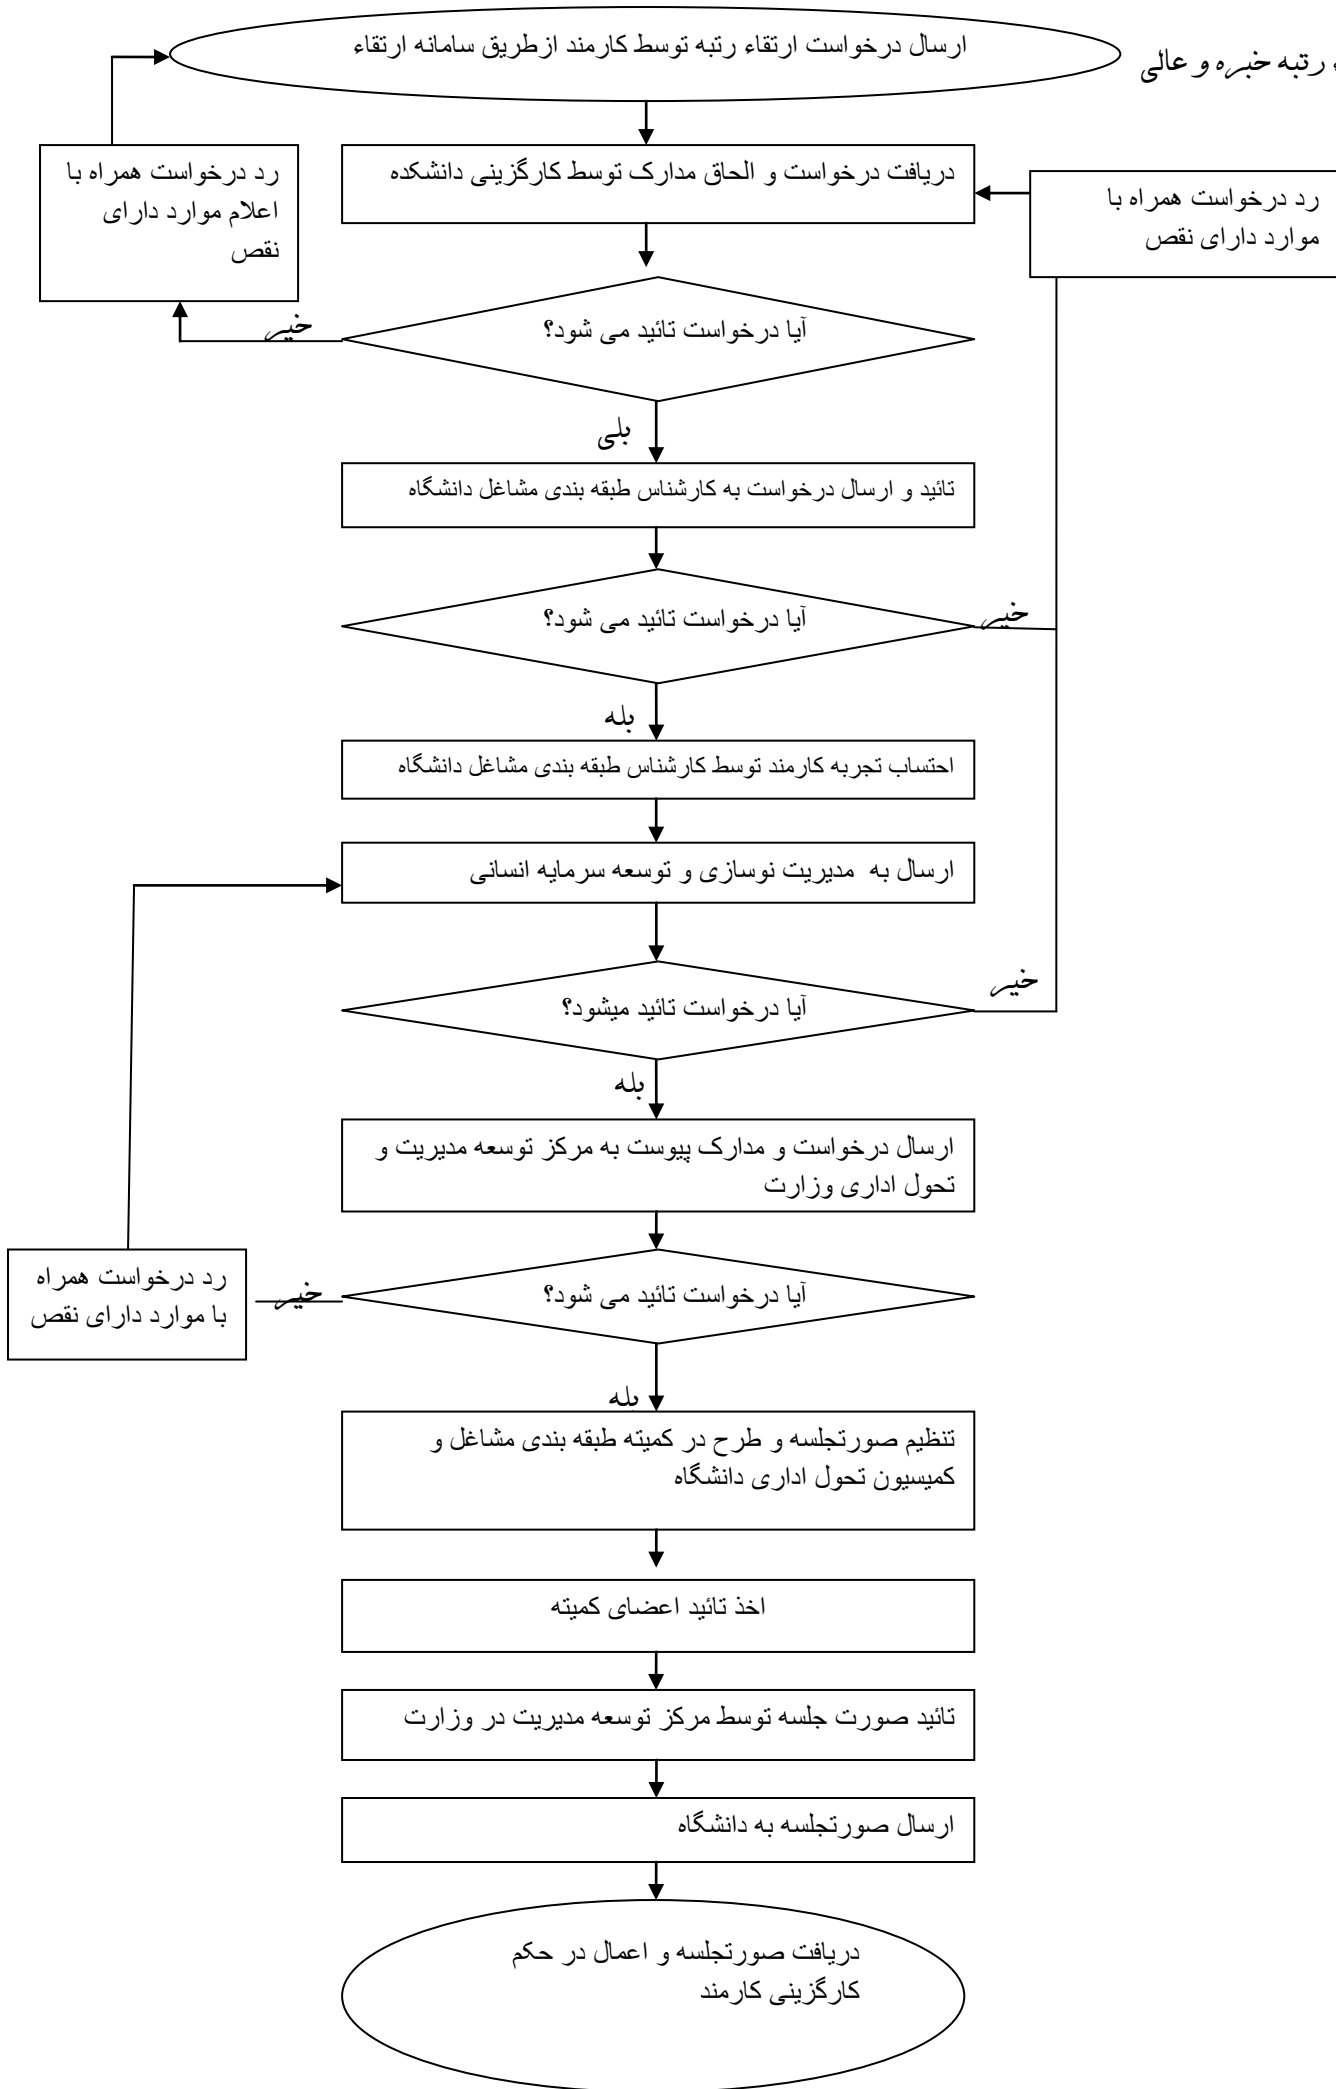 ارسال درخواست ارتقاء رتبه توسط کارمند ازطریق سامانه ارتقاء
رتبه خبره و عالی
دریافت درخواست و الحاق مدارک توسط کارگزینی دانشکده
رد درخواست همراه با
اعلام موارد دارای
نقص
رد درخواست همراه با
موارد دارای نقص
آیا درخواست تائید می شود؟
خیر
بلی
تائید و ارسال درخواست به کارشناس طبقه بندی مشاغل دانشگاه
آیا درخواست تائید می شود؟
خیر
بله
احتساب تجربه کارمند توسط کارشناس طبقه بندی مشاغل دانشگاه
ارسال به مدیریت نوسازی و توسعه سرمایه انسانی
آیا درخواست تائید میشود؟
خیر
بله
ارسال درخواست و مدارک پیوست به مرکز توسعه مدیریت و
تحول اداری وزارت
آیا درخواست تائید می شود؟
خیر
رد درخواست همراه
با موارد دارای نقص
بله
تنظیم صورتجلسه و طرح در کمیته طبقه بندی مشاغل و
کمیسیون تحول اداری دانشگاه
اخذ تائید اعضای کمیته
تائید صورت جلسه توسط مرکز توسعه مدیریت در وزارت
ارسال صورتجلسه به دانشگاه
دریافت صورتجلسه و اعمال در حکم
کارگزینی کارمند